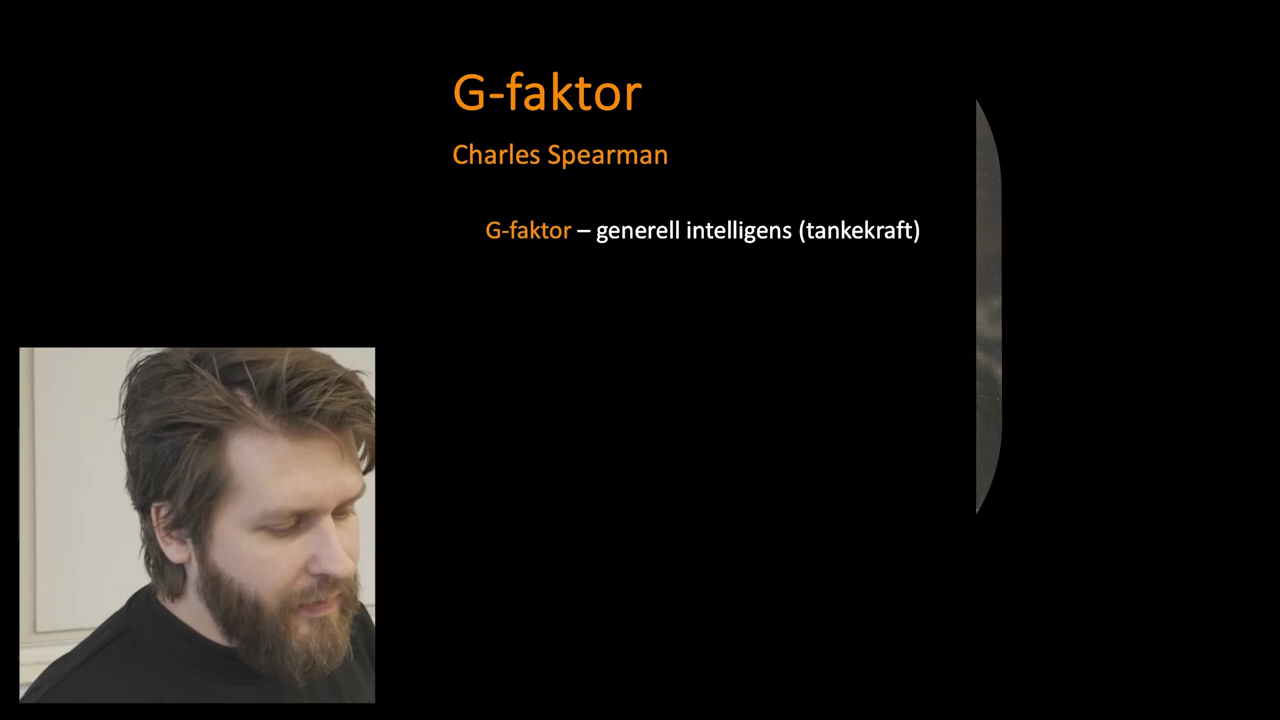 G-faktor
Charles Spearman
G-faktor – generell intelligens (tankekraft)